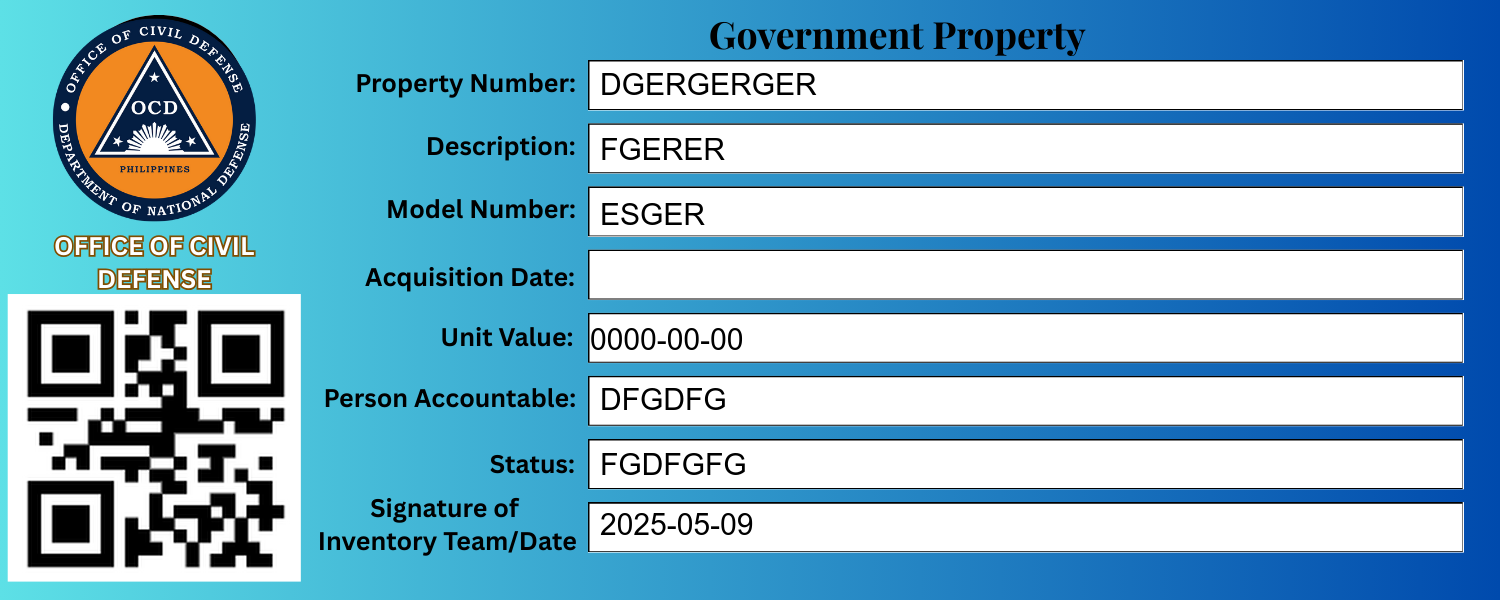 OFFICE OF CIVIL DEFENSE
OCD
PHILIPPINES
DEPARTMENT OF NATIONAL DEFENSE
OFFICE OF CIVIL
DEFENSE
Government Property
Property Number: DGERGERGER
Description: FGERER
Model Number: ESGER
Acquisition Date:
Unit Value: 0000-00-00
Person Accountable: DFGDFG
Status: FGDFGFG
Signature of
Inventory Team/Date 2025-05-09